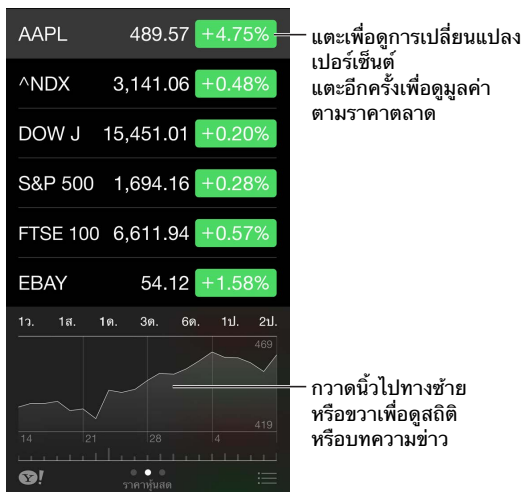 AAPL 489.57 +4.75%
แตะเพื่อดูการเปลี่ยนแปลง
เปอร์เซ็นต์
แตะอีกครั้งเพื่อดูมูลค่า
ตามราคาตลาด
^NDX 3,141.06 +0.48%
DOW J 15,451.01 +0.20%
S&P 500 1,694.16 +0.28%
FTSE 100 6,611.94 +0.57%
EBAY 54.12 +1.58%
1ว. 1ส. 1ด. 3ด. 6ด. 1ป. 2ป.
469
กวาดนิ้วไปทางซ้าย
หรือขวาเพื่อดูสถิติ
หรือบทความข่าว
419
14 21 28 4
Y!
ราคาหุ้นสด